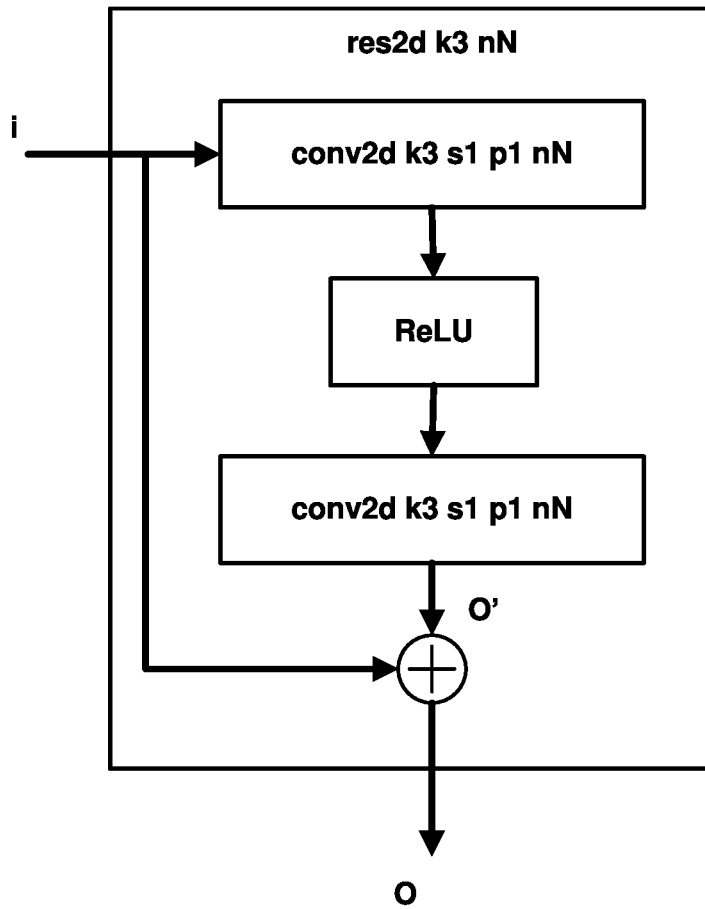 res2d k3 nN
i
conv2d k3 s1 p1 nN
ReLU
conv2d k3 s1 p1 nN
O’
O